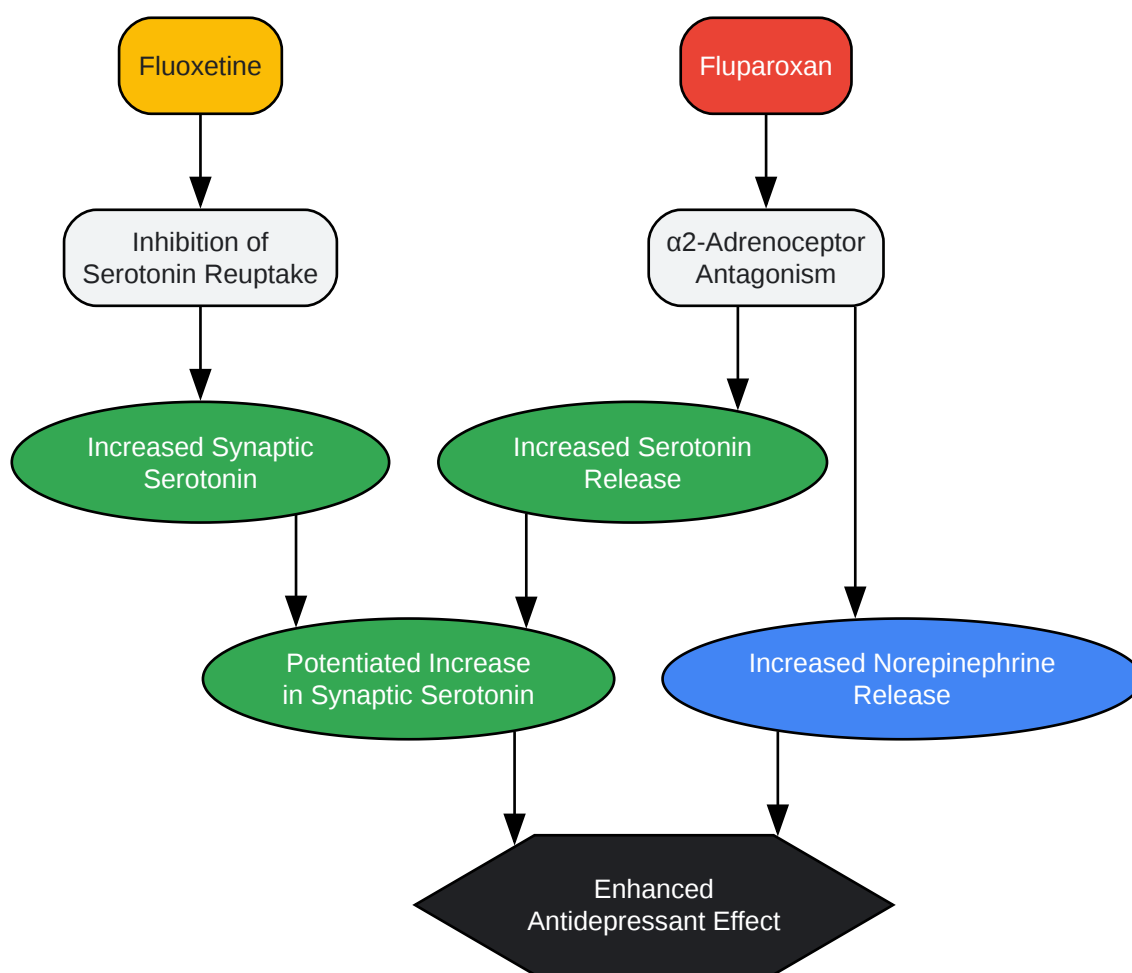 Fluoxetine
Fluparoxan
Inhibition of
Serotonin Reuptake
α2-Adrenoceptor
Antagonism
Increased Synaptic
Serotonin
Increased Serotonin
Release
Potentiated Increase
in Synaptic Serotonin
Increased Norepinephrine
Release
Enhanced
Antidepressant Effect